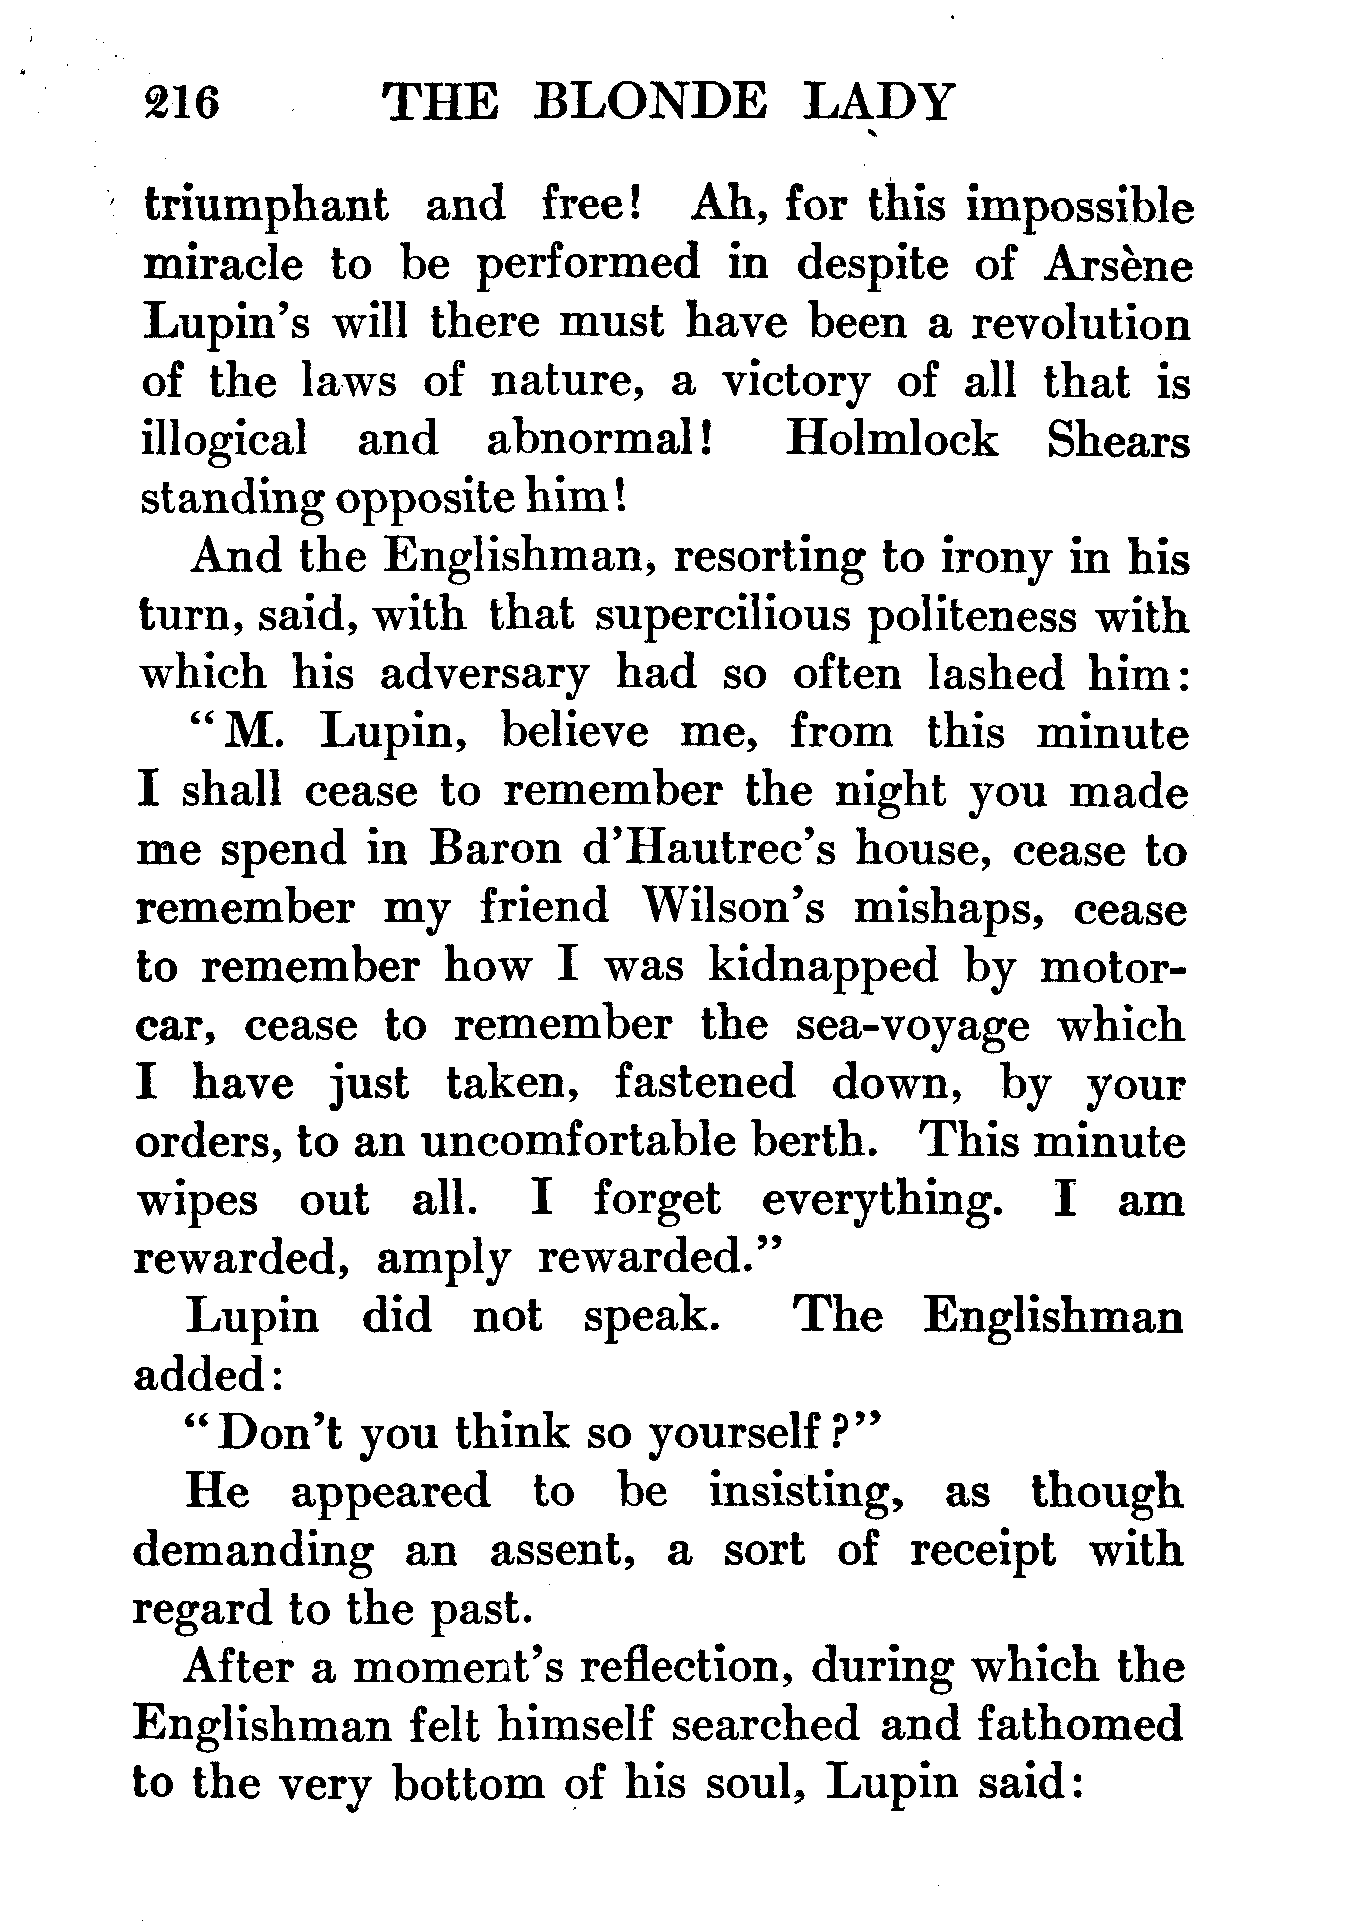 216 THE BLONDE LADY
triumphant and free! Ah, for this impossible
miracle to be performed in despite of Arsène
Lupin's will there must have been a revolution
of the laws of nature, a victory of all that is
illogical and abnormal! Holmlock Shears
standing opposite him!
And the Englishman, resorting to irony in his
turn, said, with that supercilious politeness with
which his adversary had so often lashed him:
"M. Lupin, believe me, from this minute
I shall cease to remember the night you made
me spend in Baron d'Hautrec's house, cease to
remember my friend Wilson's mishaps, cease
to remember how I was kidnapped by motor-
car, cease to remember the sea-voyage which
I have just taken, fastened down, by your
orders, to an uncomfortable berth. This minute
wipes out all. I forget everything. I am
rewarded, amply rewarded."
Lupin did not speak. The Englishman
added:
"Don't you think so yourself?"
He appeared to be insisting, as though
demanding an assent, a sort of receipt with
regard to the past.
After a moment's reflection, during which the
Englishman felt himself searched and fathomed
to the very bottom of his soul, Lupin said: